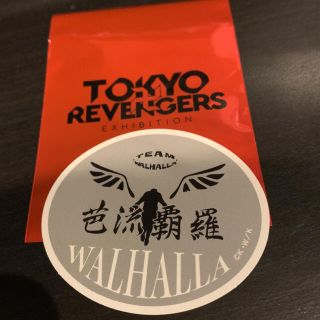 TOKYO
REVENGERS
EXHIBITION
TEAM
WALHALLA
芭流覇羅
WALHALLA
©K・W/K